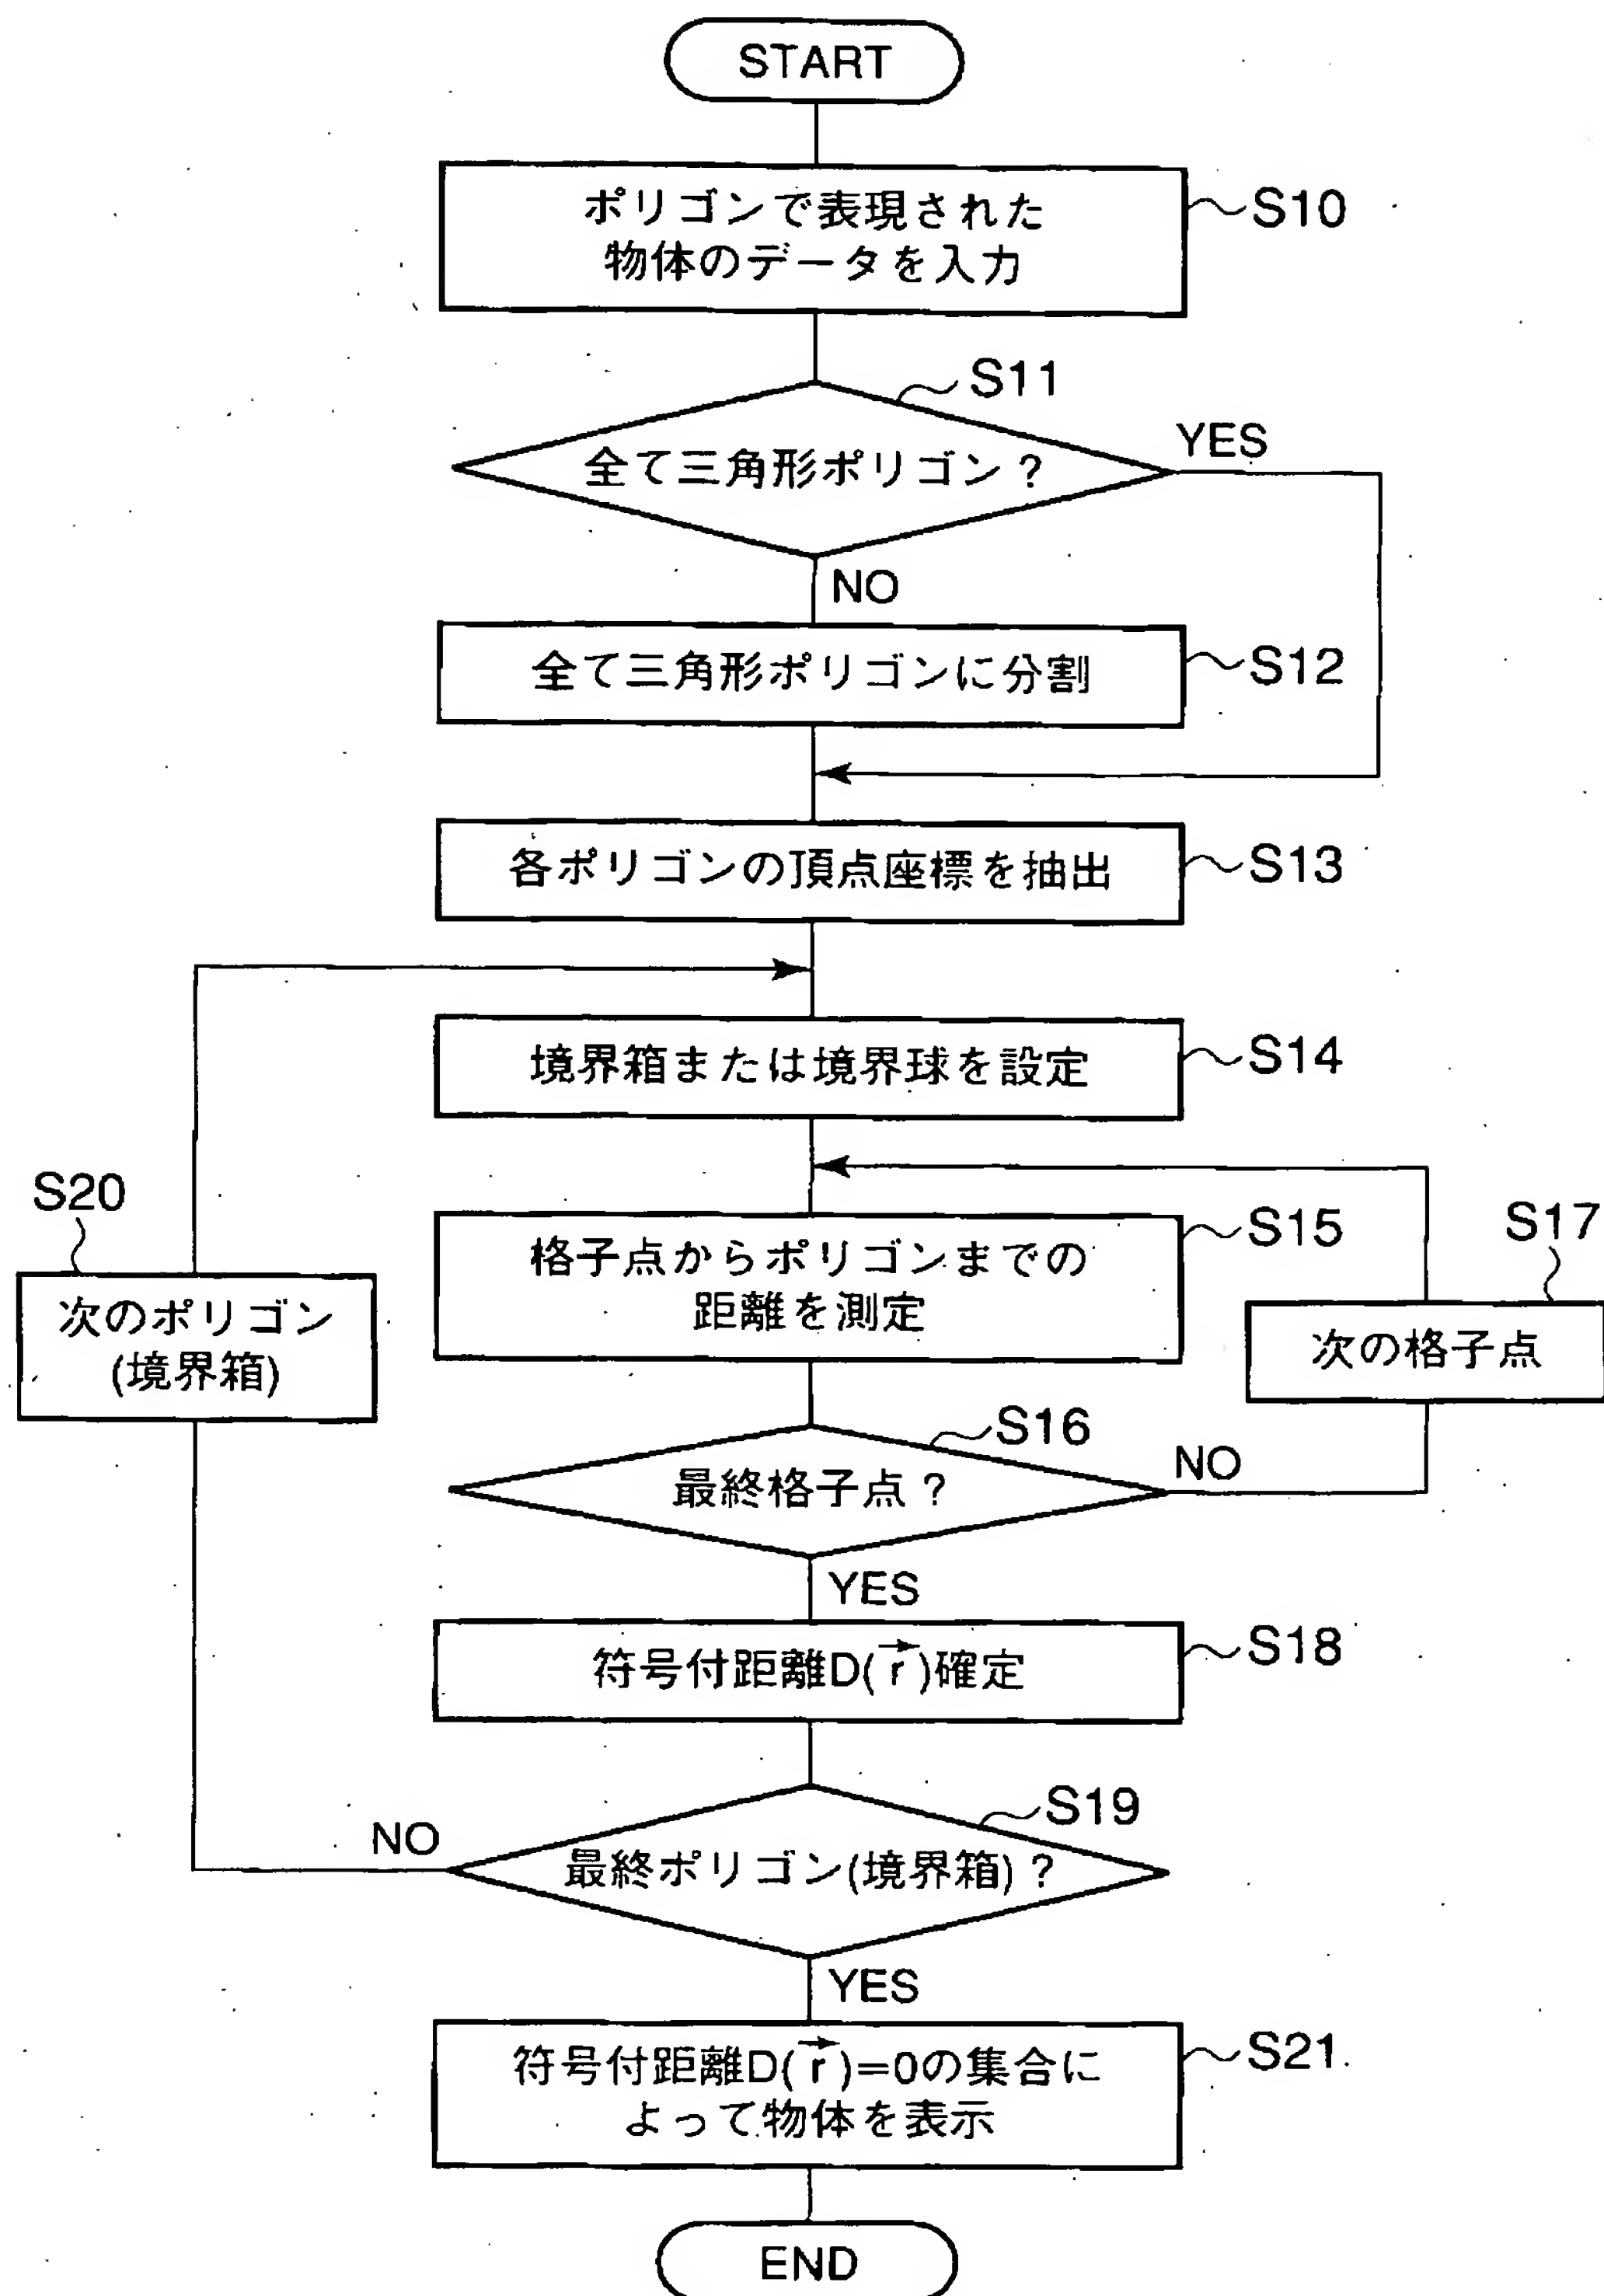 START
ポリゴンで表現された
物体のデータを入力
S10
S11
全て三角形ポリゴン?
YES
NO
全て三角形ポリゴンに分割
S12
各ポリゴンの頂点座標を抽出
S13
境界箱または境界球を設定
S14
S20
次のポリゴン
(境界箱)
格子点からポリゴンまでの
距離を測定
S15
S17
次の格子点
S16
最終格子点?
NO
YES
符号付距離D(r⃗)確定
S18
S19
NO
最終ポリゴン(境界箱)?
YES
符号付距離D(r⃗)=0の集合に
よって物体を表示
S21
END